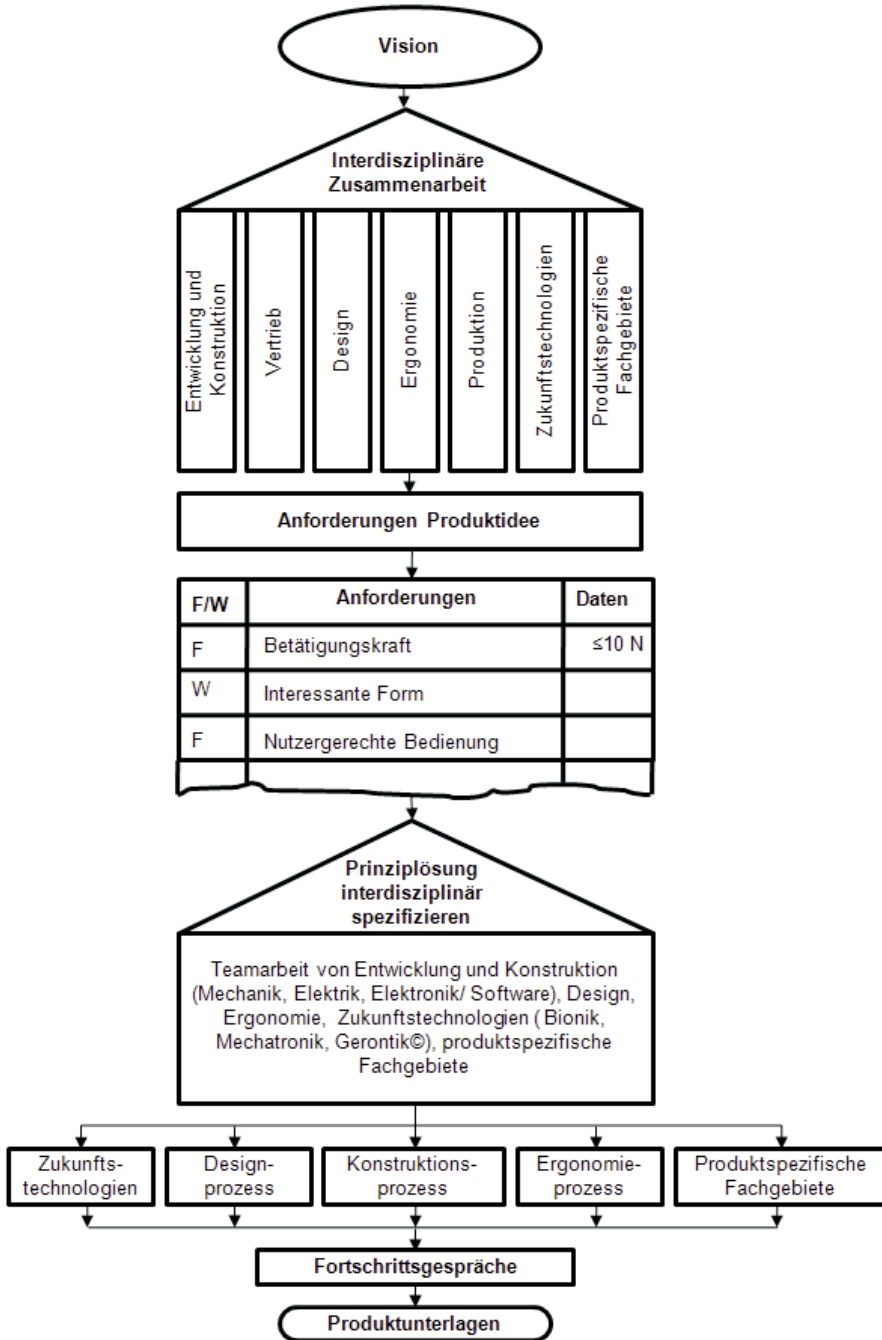 Vision
Interdisziplinäre
Zusammenarbeit
Entwicklung und
Konstruktion
Vertrieb
Design
Ergonomie
Produktion
Zukunftstechnologien
Produktspezifische
Fachgebiete
Anforderungen Produktidee
F/W Anforderungen Daten
F Betätigungskraft ≤10 N
W Interessante Form
F Nutzergerechte Bedienung
Prinziplösung
interdisziplinär
spezifizieren
Teamarbeit von Entwicklung und Konstruktion
(Mechanik, Elektrik, Elektronik/ Software), Design,
Ergonomie, Zukunftstechnologien ( Bionik,
Mechatronik, Gerontik©), produktspezifische
Fachgebiete
Zukunfts-
technologien
Design-
prozess
Konstruktions-
prozess
Ergonomie-
prozess
Produktspezifische
Fachgebiete
Fortschrittsgespräche
Produktunterlagen